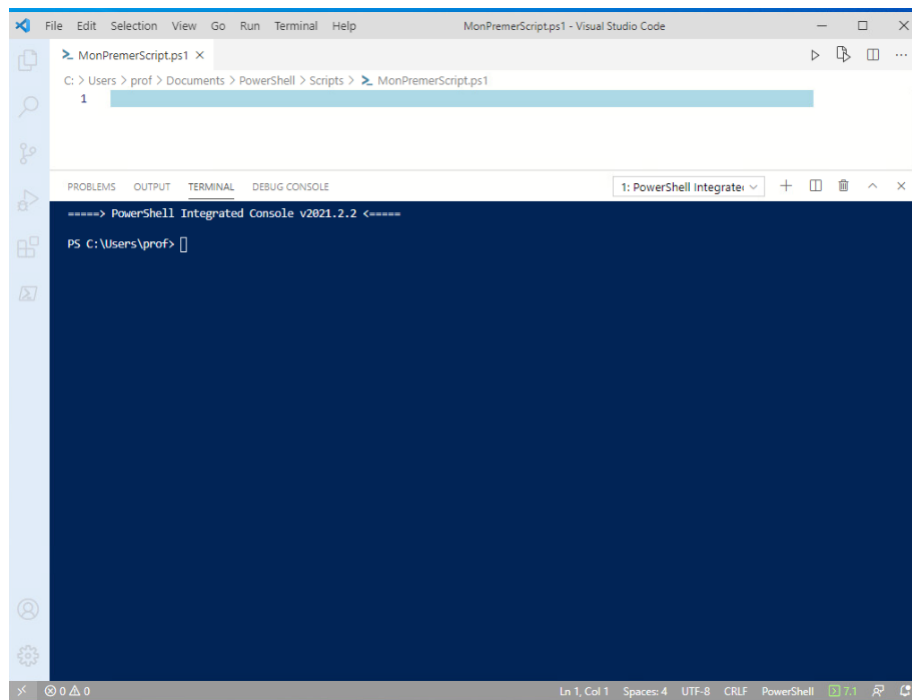 File Edit Selection View Go Run Terminal Help MonPremerScript.ps1 - Visual Studio Code
MonPremerScript.ps1
C: > Users > prof > Documents > PowerShell > Scripts > MonPremerScript.ps1
1
PROBLEMS OUTPUT TERMINAL DEBUG CONSOLE 1: PowerShell Integrate
=====> PowerShell Integrated Console v2021.2.2 <=====
PS C:\Users\prof>
0 0 Ln 1, Col 1 Spaces: 4 UTF-8 CRLF PowerShell 7.1